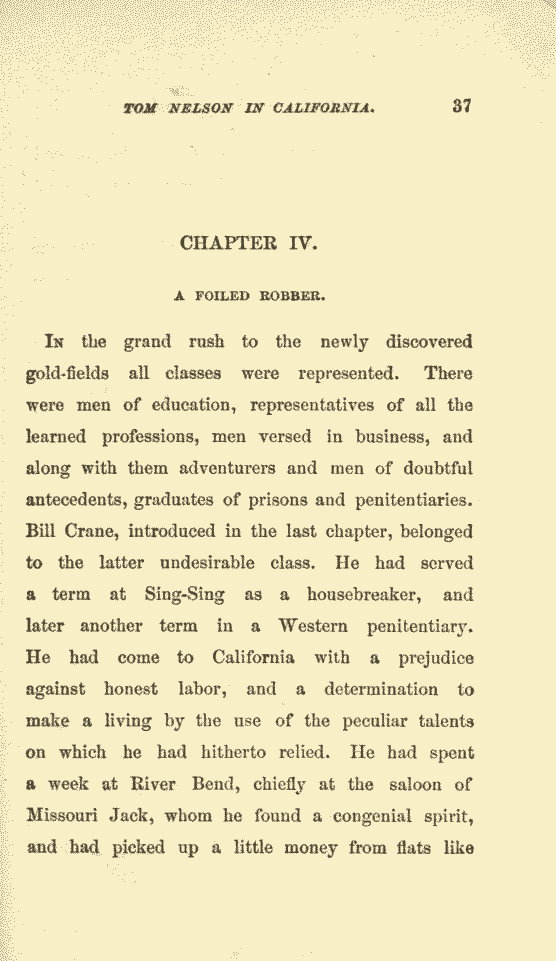 TOM NELSON IN CALIFORNIA. 37
CHAPTER IV.
A FOILED ROBBER.
IN the grand rush to the newly discovered
gold-fields all classes were represented. There
were men of education, representatives of all the
learned professions, men versed in business, and
along with them adventurers and men of doubtful
antecedents, graduates of prisons and penitentiaries.
Bill Crane, introduced in the last chapter, belonged
to the latter undesirable class. He had served
a term at Sing-Sing as a housebreaker, and
later another term in a Western penitentiary.
He had come to California with a prejudice
against honest labor, and a determination to
make a living by the use of the peculiar talents
on which he had hitherto relied. He had spent
a week at River Bend, chiefly at the saloon of
Missouri Jack, whom he found a congenial spirit,
and had picked up a little money from flats like